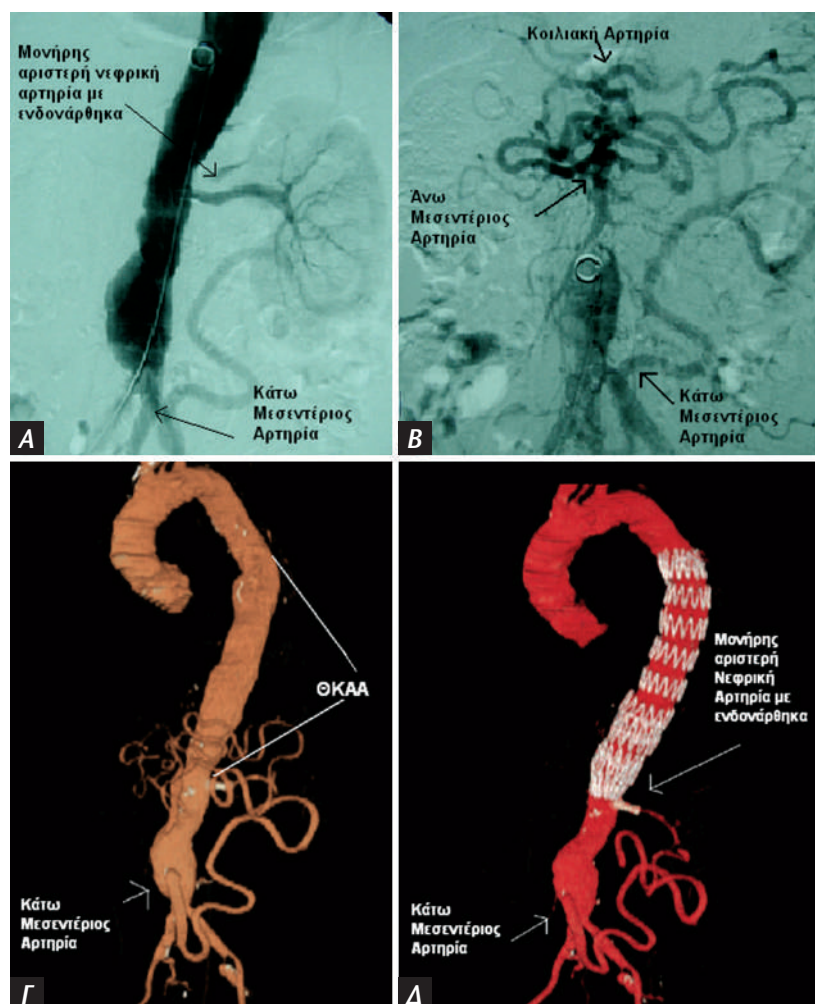 Μονήρης
αριστερή νεφρική
αρτηρία με
ενδονάρθηκα
Κάτω
Μεσεντέριος
Αρτηρία
A
Κοιλιακή Αρτηρία
Άνω
Μεσεντέριος
Αρτηρία
Κάτω
Μεσεντέριος
Αρτηρία
B
ΘΚΑΑ
Κάτω
Μεσεντέριος
Αρτηρία
Γ
Μονήρης
αριστερή
Νεφρική
Αρτηρία με
ενδονάρθηκα
Κάτω
Μεσεντέριος
Αρτηρία
Δ